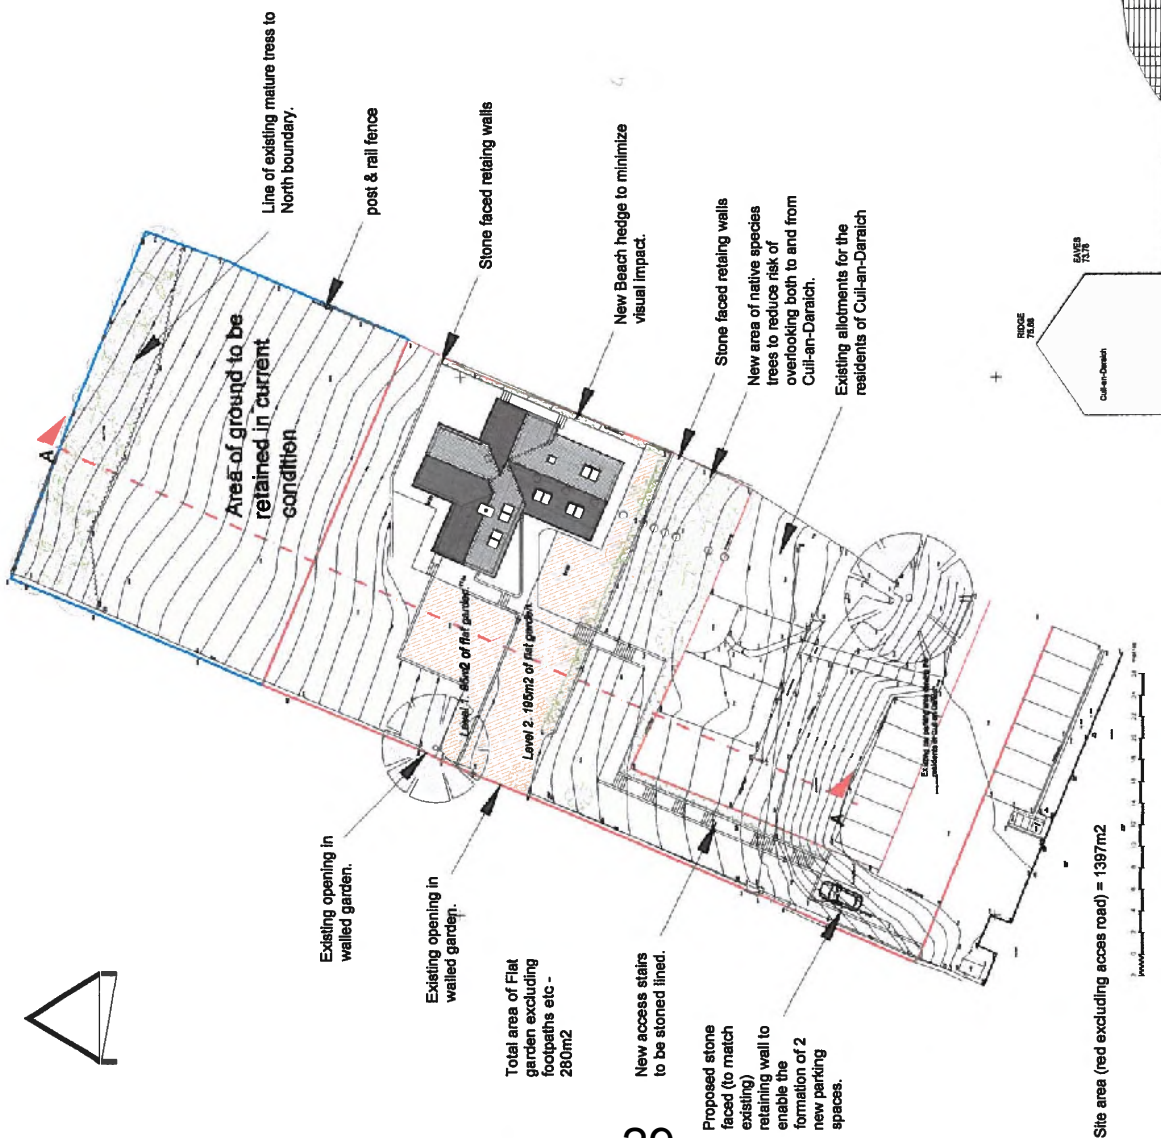 Line of existing mature tress to
North boundary.
post & rail fence
Stone faced retaing walls
New Beach hedge to minimize
visual impact.
Stone faced retaing walls
New area of native species
trees to reduce risk of
overlooking both to and from
Cuil-an-Daraich.
Existing allotments for the
residents of Cuil-an-Daraich
Area of ground to be
retained in current
condition
A
Level 1. 85m2 of flat garden
Level 2. 195m2 of flat garden
Existing opening in
walled garden.
Existing opening in
walled garden.
Total area of Flat
garden excluding
footpaths etc -
280m2
New access stairs
to be stoned lined.
Proposed stone
faced (to match
existing)
retaining wall to
enable the
formation of 2
new parking
spaces.
A
RIDGE
EAVES
73.78
Cuil-an-Daraich
Site area (red excluding acces road) = 1397m2